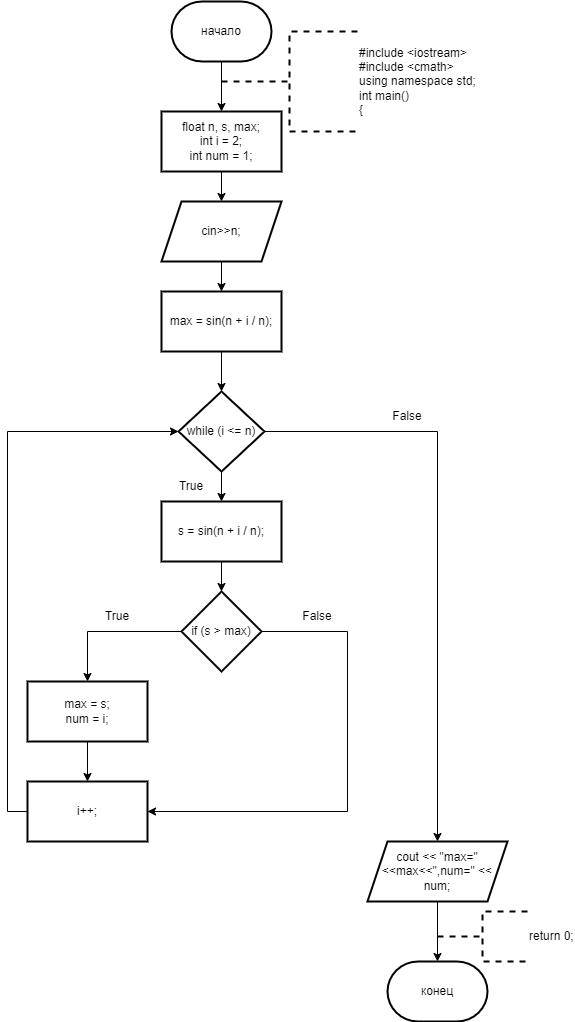 начало
#include <iostream>
#include <cmath>
using namespace std;
int main()
{
float n, s, max;
int i = 2;
int num = 1;
cin>>n;
max = sin(n + i / n);
while (i <= n)
False
True
s = sin(n + i / n);
if (s > max)
True
False
max = s;
num = i;
i++;
cout << "max="
<<max<<",num=" <<
num;
return 0;
конец